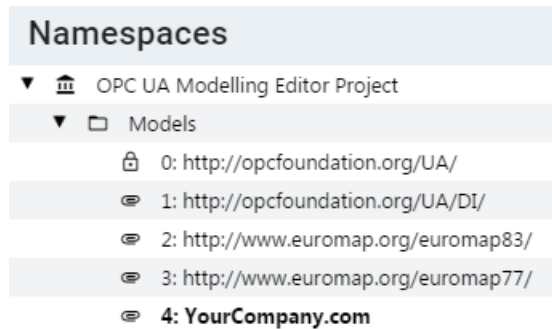 Namespaces
OPC UA Modelling Editor Project
Models
0: http://opcfoundation.org/UA/
1: http://opcfoundation.org/UA/DI/
2: http://www.euromap.org/euromap83/
3: http://www.euromap.org/euromap77/
4: YourCompany.com